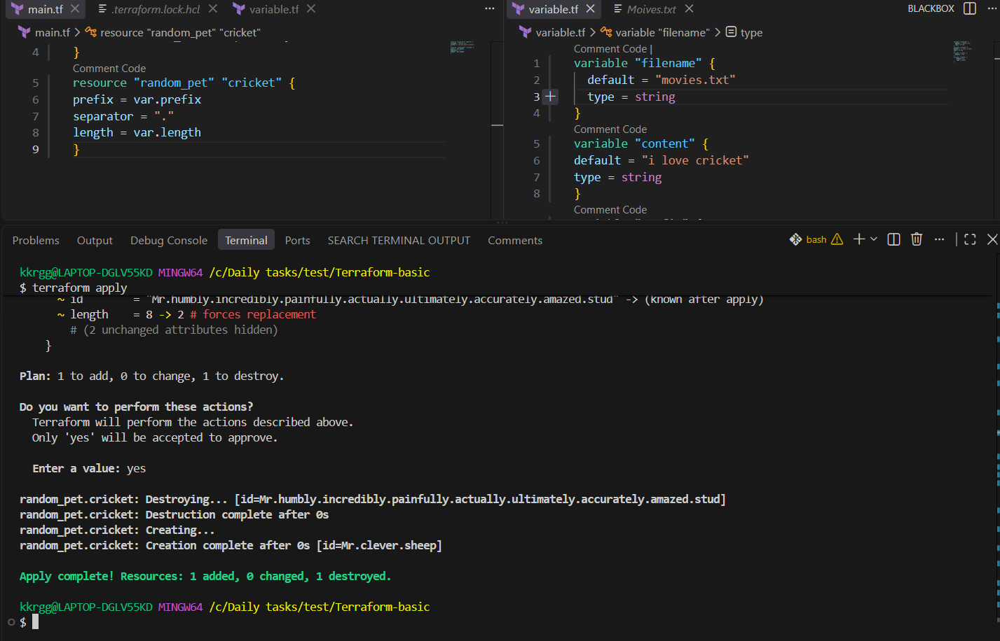 main.tf
.terraform.lock.hcl
variable.tf
variable.tf
Moives.txt
BLACKBOX
main.tf > resource "random_pet" "cricket"
variable.tf > variable "filename" > type
4 }
Comment Code
5 resource "random_pet" "cricket" {
6 prefix = var.prefix
7 separator = "."
8 length = var.length
9 }
Comment Code |
1 variable "filename" {
2 default = "movies.txt"
3 type = string
4 }
Comment Code
5 variable "content" {
6 default = "i love cricket"
7 type = string
8 }
Comment Code
Problems Output Debug Console Terminal Ports SEARCH TERMINAL OUTPUT Comments
bash
kkrgg@LAPTOP-DGLV55KD MINGW64 /c/Daily tasks/test/Terraform-basic
$ terraform apply
~ id = "Mr.humbly.incredibly.painfully.actually.ultimately.accurately.amazed.stud" -> (known after apply)
~ length = 8 -> 2 # forces replacement
# (2 unchanged attributes hidden)
}
Plan: 1 to add, 0 to change, 1 to destroy.
Do you want to perform these actions?
Terraform will perform the actions described above.
Only 'yes' will be accepted to approve.
Enter a value: yes
random_pet.cricket: Destroying... [id=Mr.humbly.incredibly.painfully.actually.ultimately.accurately.amazed.stud]
random_pet.cricket: Destruction complete after 0s
random_pet.cricket: Creating...
random_pet.cricket: Creation complete after 0s [id=Mr.clever.sheep]
Apply complete! Resources: 1 added, 0 changed, 1 destroyed.
kkrgg@LAPTOP-DGLV55KD MINGW64 /c/Daily tasks/test/Terraform-basic
$